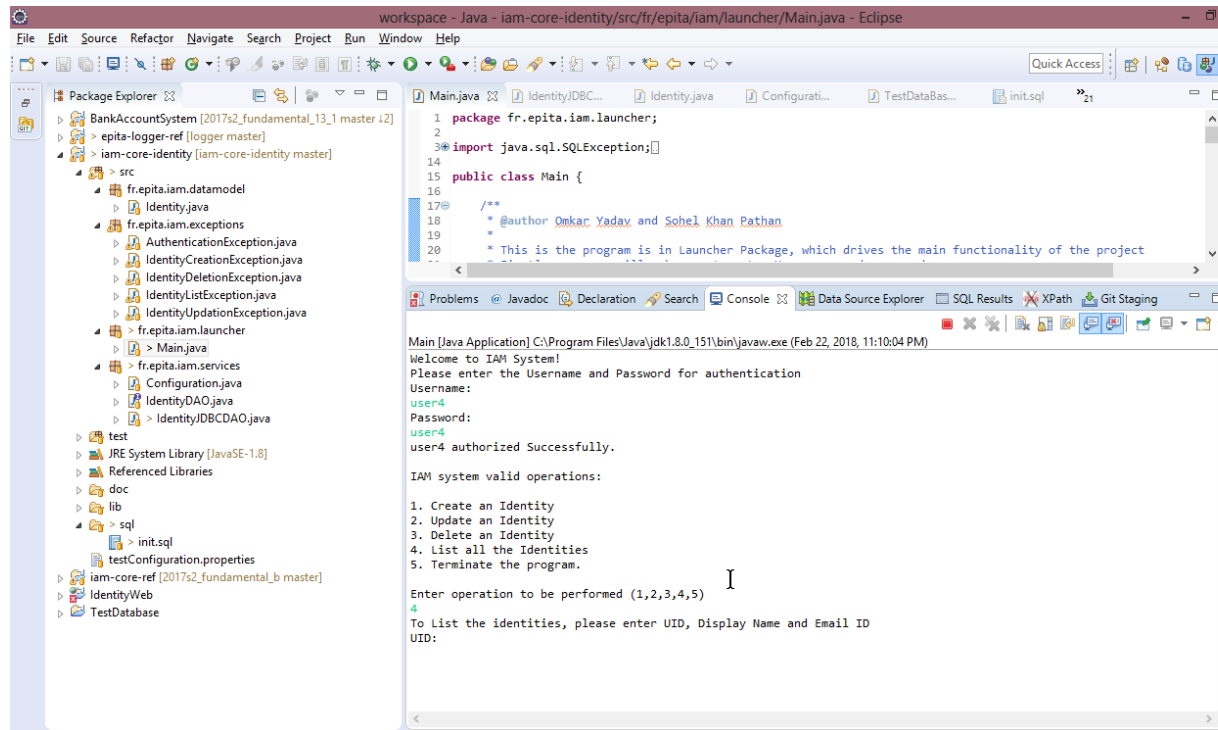 workspace - Java - iam-core-identity/src/fr/epita/iam/launcher/Main.java - Eclipse
File Edit Source Refactor Navigate Search Project Run Window Help
Quick Access
Package Explorer
BankAccountSystem [2017s2_fundamental_13_1 master ↓2]
> epita-logger-ref [logger master]
> iam-core-identity [iam-core-identity master]
> src
fr.epita.iam.datamodel
Identity.java
fr.epita.iam.exceptions
AuthenticationException.java
IdentityCreationException.java
IdentityDeletionException.java
IdentityListException.java
IdentityUpdationException.java
> fr.epita.iam.launcher
> Main.java
> fr.epita.iam.services
Configuration.java
IdentityDAO.java
> IdentityJDBCDAO.java
test
JRE System Library [JavaSE-1.8]
Referenced Libraries
doc
lib
> sql
> init.sql
testConfiguration.properties
iam-core-ref [2017s2_fundamental_b master]
IdentityWeb
TestDatabase
Main.java IdentityJDBC... Identity.java Configurati... TestDataBas... init.sql »21
1 package fr.epita.iam.launcher;
2
3 import java.sql.SQLException;
14
15 public class Main {
16
17 /**
18 * @author Omkar Yadav and Sohel Khan Pathan
19 *
20 * This is the program is in Launcher Package, which drives the main functionality of the project
Problems Javadoc Declaration Search Console Data Source Explorer SQL Results XPath Git Staging
Main [Java Application] C:\Program Files\Java\jdk1.8.0_151\bin\javaw.exe (Feb 22, 2018, 11:10:04 PM)
Welcome to IAM System!
Please enter the Username and Password for authentication
Username:
user4
Password:
user4
user4 authorized Successfully.
IAM system valid operations:
1. Create an Identity
2. Update an Identity
3. Delete an Identity
4. List all the Identities
5. Terminate the program.
Enter operation to be performed (1,2,3,4,5)
4
To List the identities, please enter UID, Display Name and Email ID
UID: